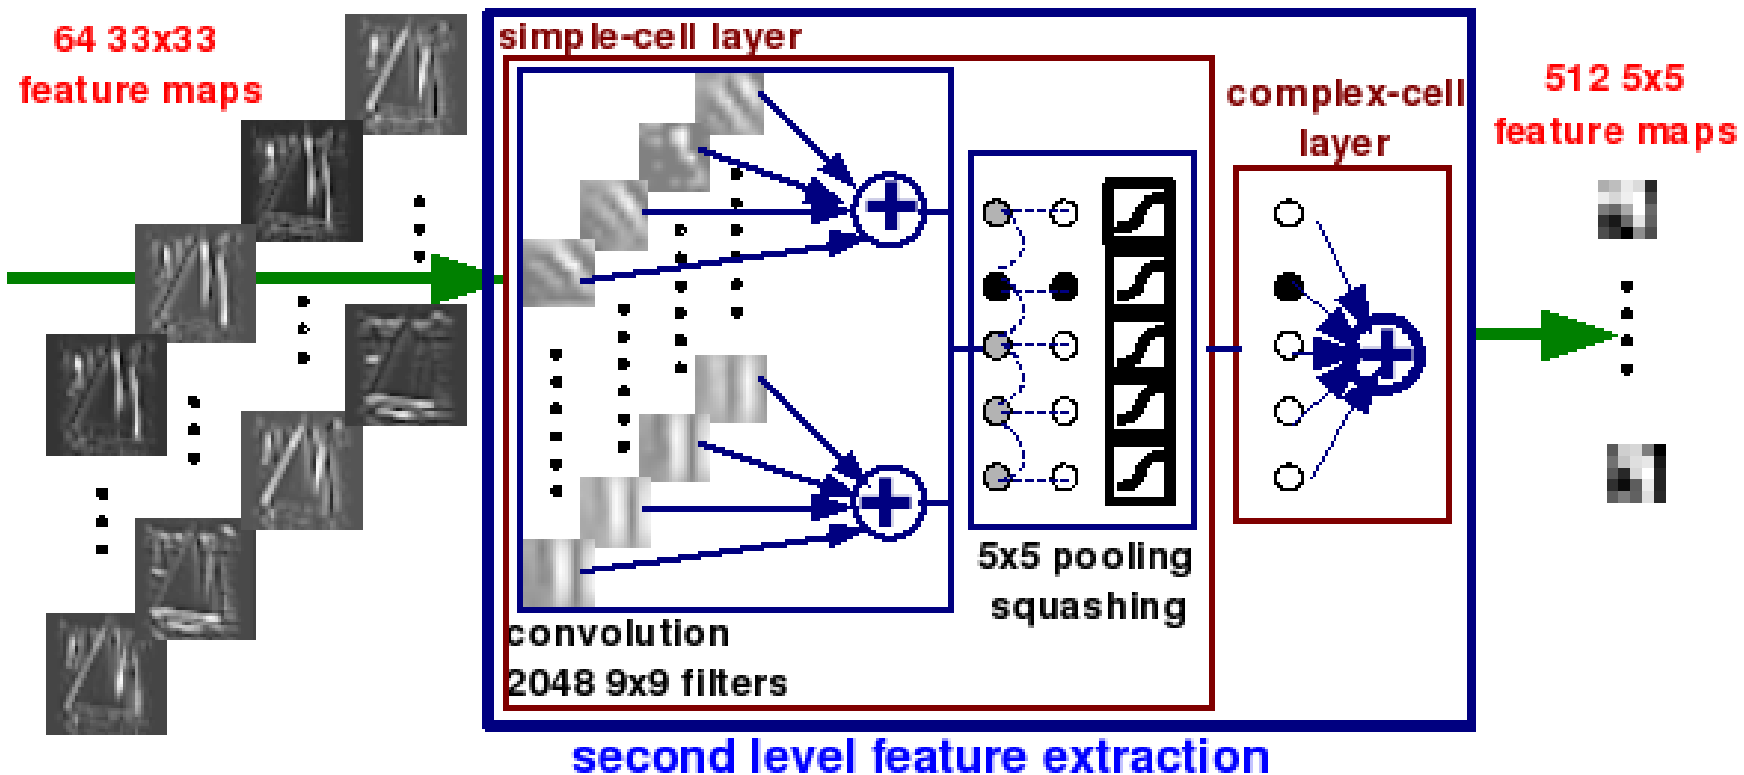 64 33x33
feature maps
simple-cell layer
complex-cell
layer
512 5x5
feature maps
5x5 pooling
squashing
convolution
2048 9x9 filters
second level feature extraction